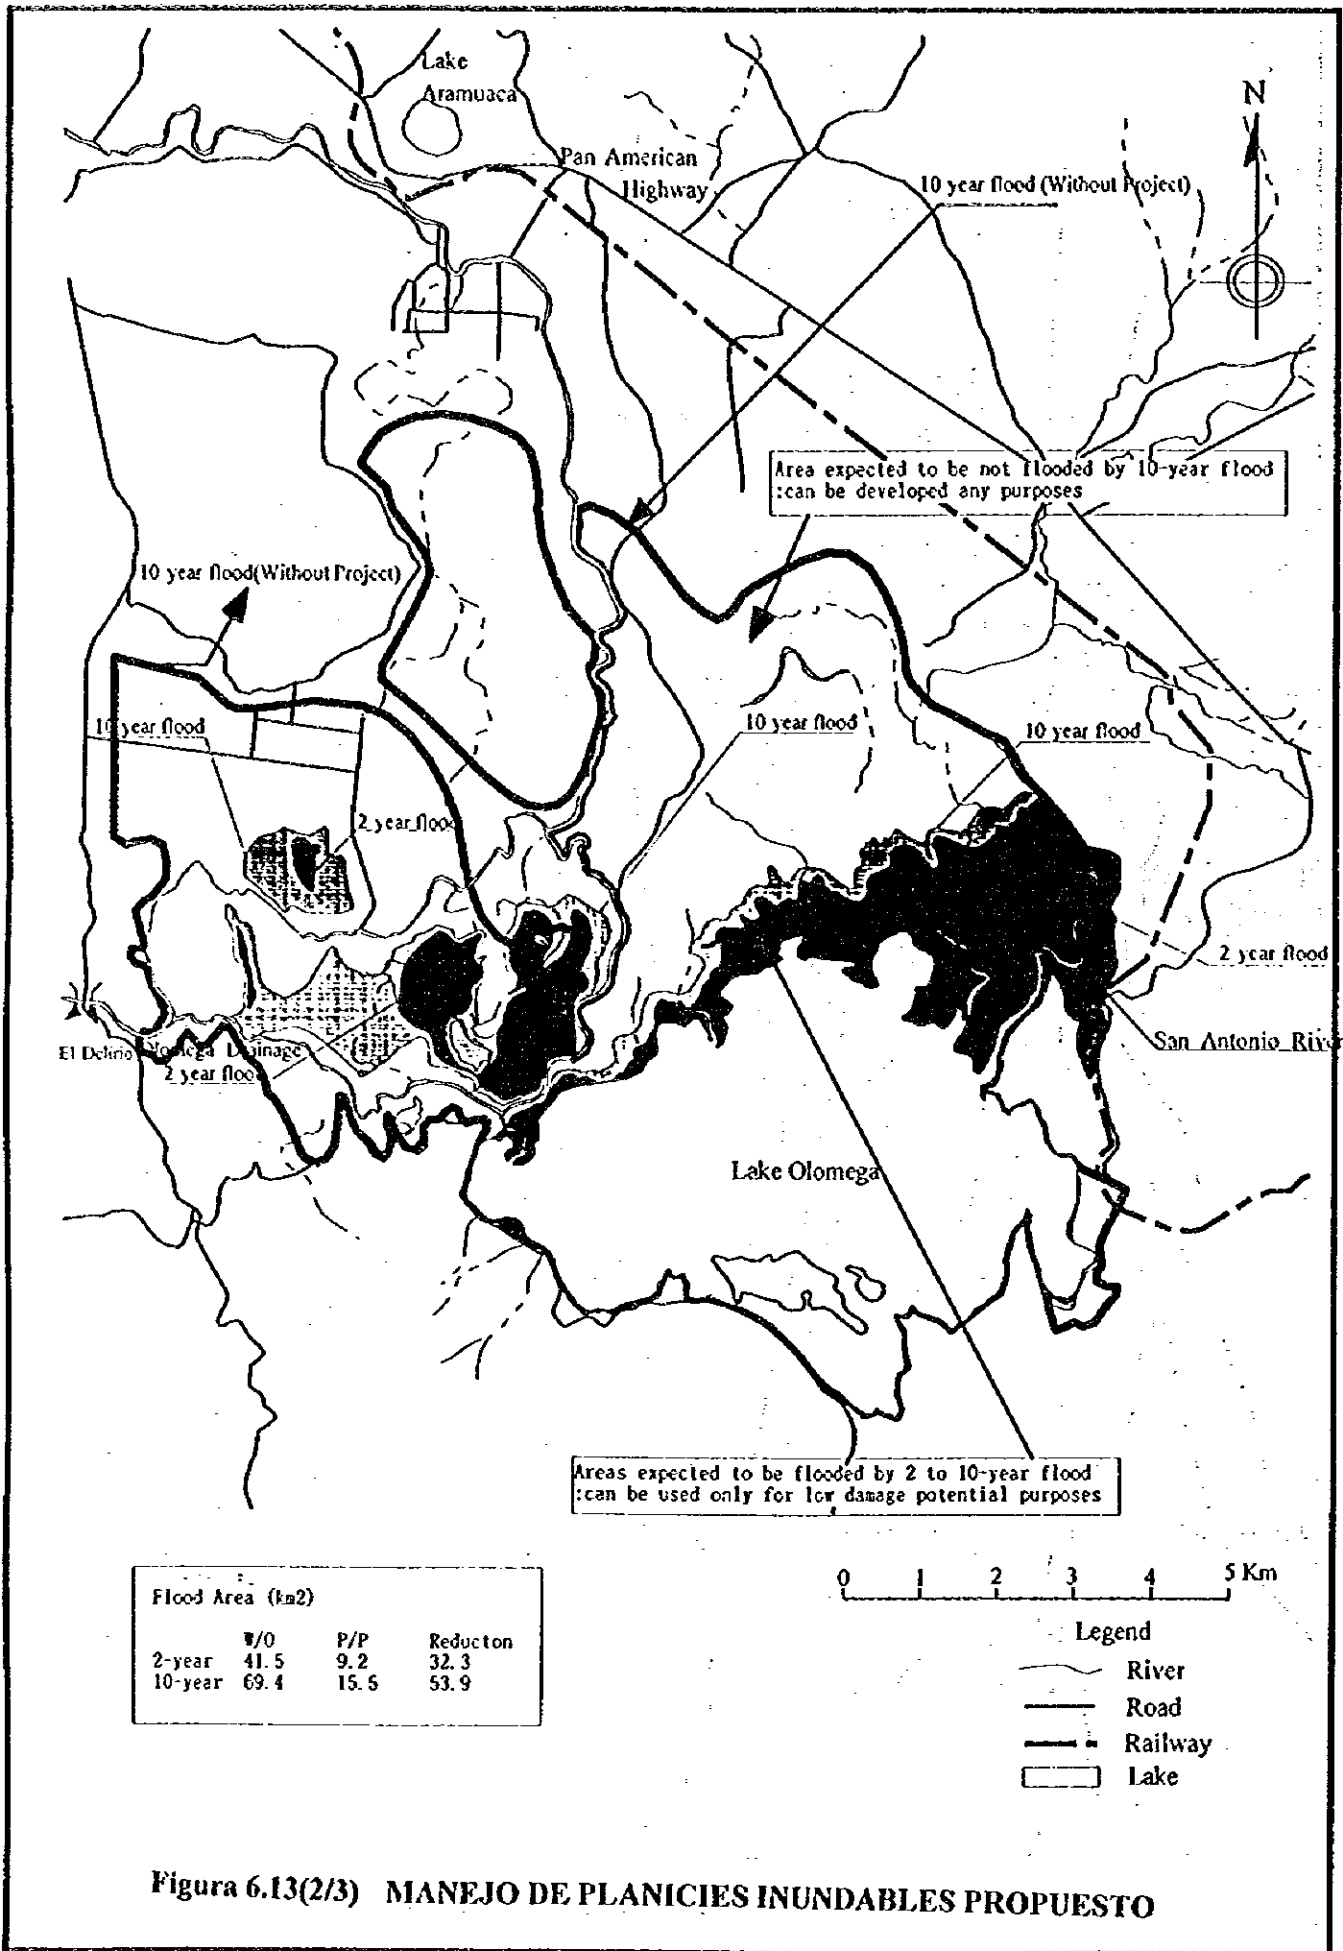 Lake
Aramuaca
N
Pan American
Highway
10 year flood (Without Project)
Area expected to be not flooded by 10-year flood
:can be developed any purposes
10 year flood(Without Project)
10 year flood
10 year flood
10 year flood
2 year flood
2 year flood
San Antonio River
El Delirio
Olomega Drainage
2 year flood
Lake Olomega
Areas expected to be flooded by 2 to 10-year flood
:can be used only for low damage potential purposes
Flood Area (km2)
W/O P/P Reducton
2-year 41.5 9.2 32.3
10-year 69.4 15.5 53.9
0 1 2 3 4 5 Km
Legend
River
Road
Railway
Lake
Figura 6.13(2/3) MANEJO DE PLANICIES INUNDABLES PROPUESTO